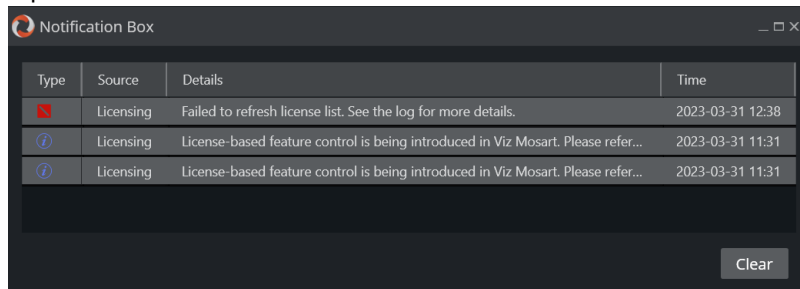 Notification Box
Type Source Details Time
Licensing Failed to refresh license list. See the log for more details. 2023-03-31 12:38
Licensing License-based feature control is being introduced in Viz Mosart. Please refer... 2023-03-31 11:31
Licensing License-based feature control is being introduced in Viz Mosart. Please refer... 2023-03-31 11:31
Clear